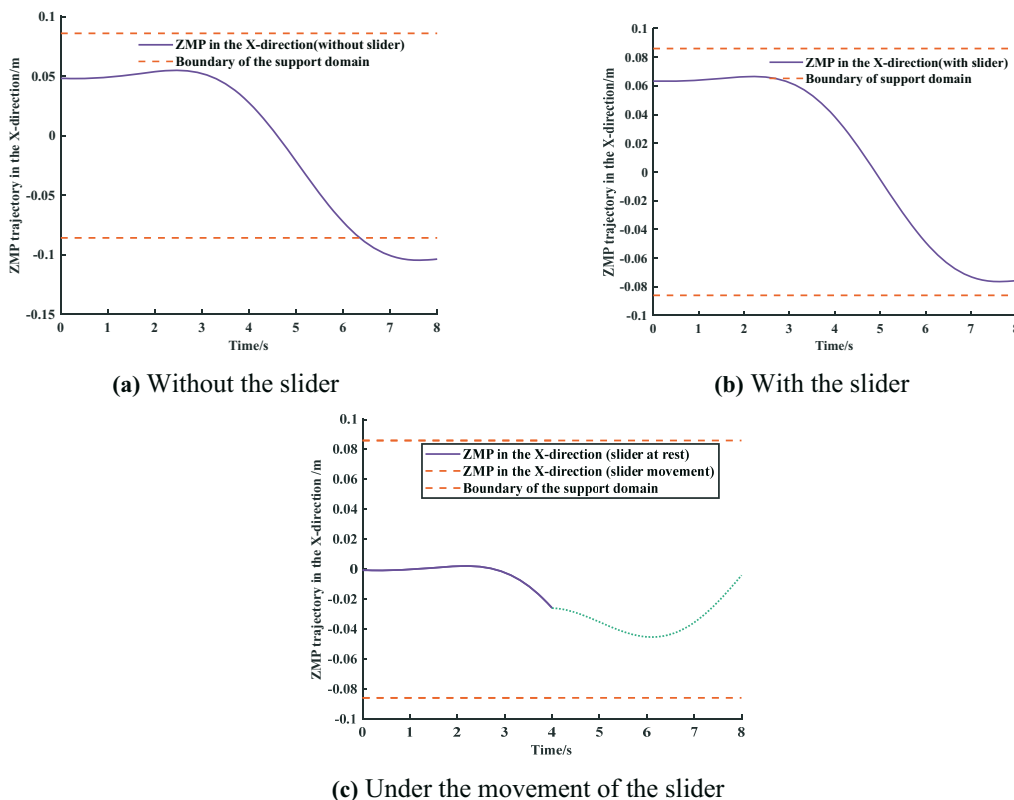 0.1
0.05
0
-0.05
-0.1
-0.15
ZMP trajectory in the X-direction/m
ZMP in the X-direction(without slider)
Boundary of the support domain
0 1 2 3 4 5 6 7 8
Time/s
(a) Without the slider
0.1
0.08
0.06
0.04
0.02
0
-0.02
-0.04
-0.06
-0.08
-0.1
ZMP trajectory in the X-direction/m
ZMP in the X-direction(with slider)
Boundary of support domain
0 1 2 3 4 5 6 7 8
Time/s
(b) With the slider
0.1
0.08
0.06
0.04
0.02
0
-0.02
-0.04
-0.06
-0.08
-0.1
ZMP trajectory in the X-direction /m
ZMP in the X-direction (slider at rest)
ZMP in the X-direction (slider movement)
Boundary of the support domain
0 1 2 3 4 5 6 7 8
Time/s
(c) Under the movement of the slider